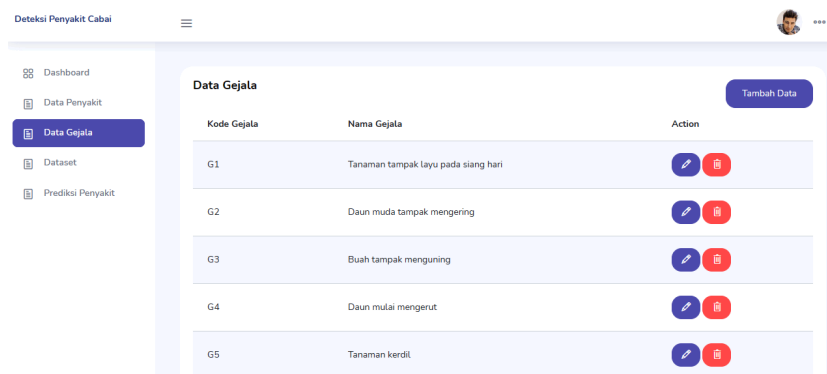 Deteksi Penyakit Cabai
Dashboard
Data Penyakit
Data Gejala
Dataset
Prediksi Penyakit
Data Gejala
Tambah Data
Kode Gejala Nama Gejala Action
G1 Tanaman tampak layu pada siang hari
G2 Daun muda tampak mengering
G3 Buah tampak menguning
G4 Daun mulai mengerut
G5 Tanaman kerdil